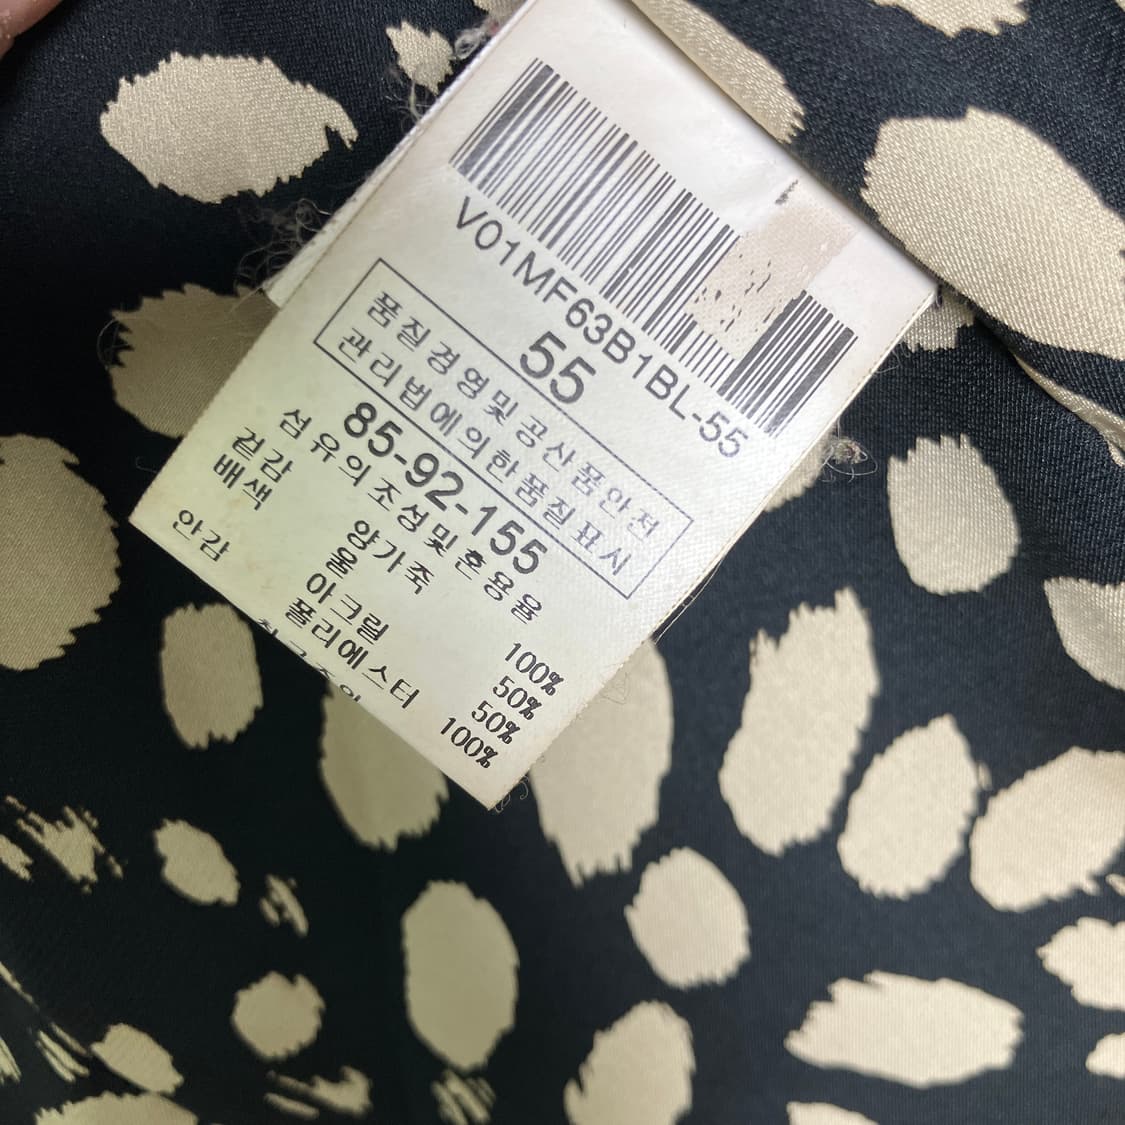 V01MF63B1BL-55
55
품질경영및공산품안전
관리법에의한품질표시
85-92-155
섬유의조성및혼용율
겉감 양가죽 100%
배색 울 50%
아크릴 50%
안감 폴리에스터 100%